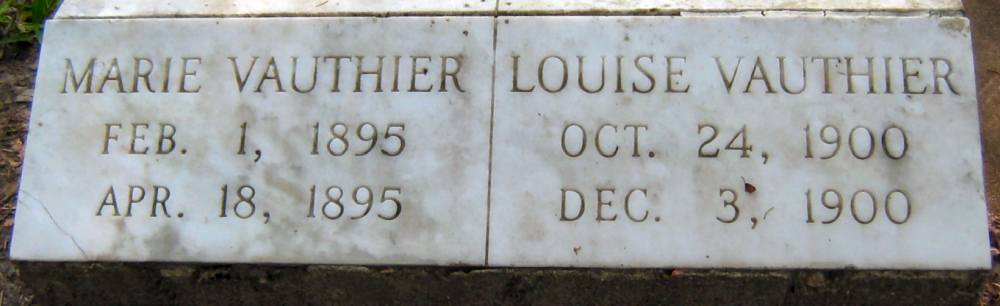 MARIE VAUTHIER
FEB. 1, 1895
APR. 18, 1895
LOUISE VAUTHIER
OCT. 24, 1900
DEC. 3, 1900